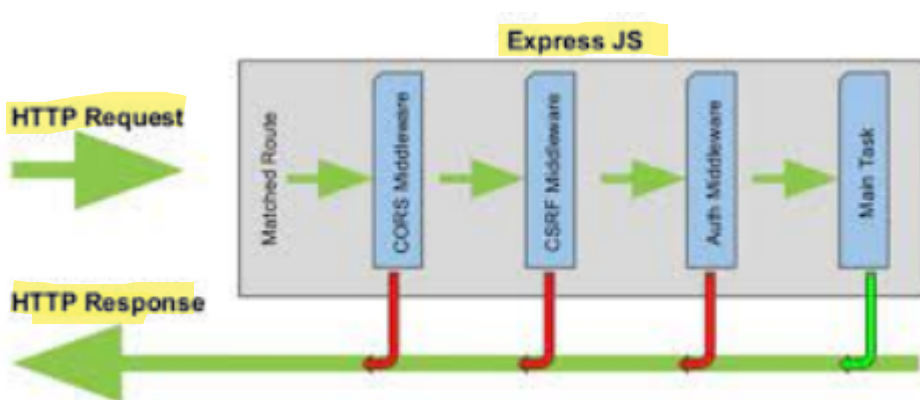 Express JS
HTTP Request
Matched Route
CORS Middleware
CSRF Middleware
Auth Middleware
Main Task
HTTP Response